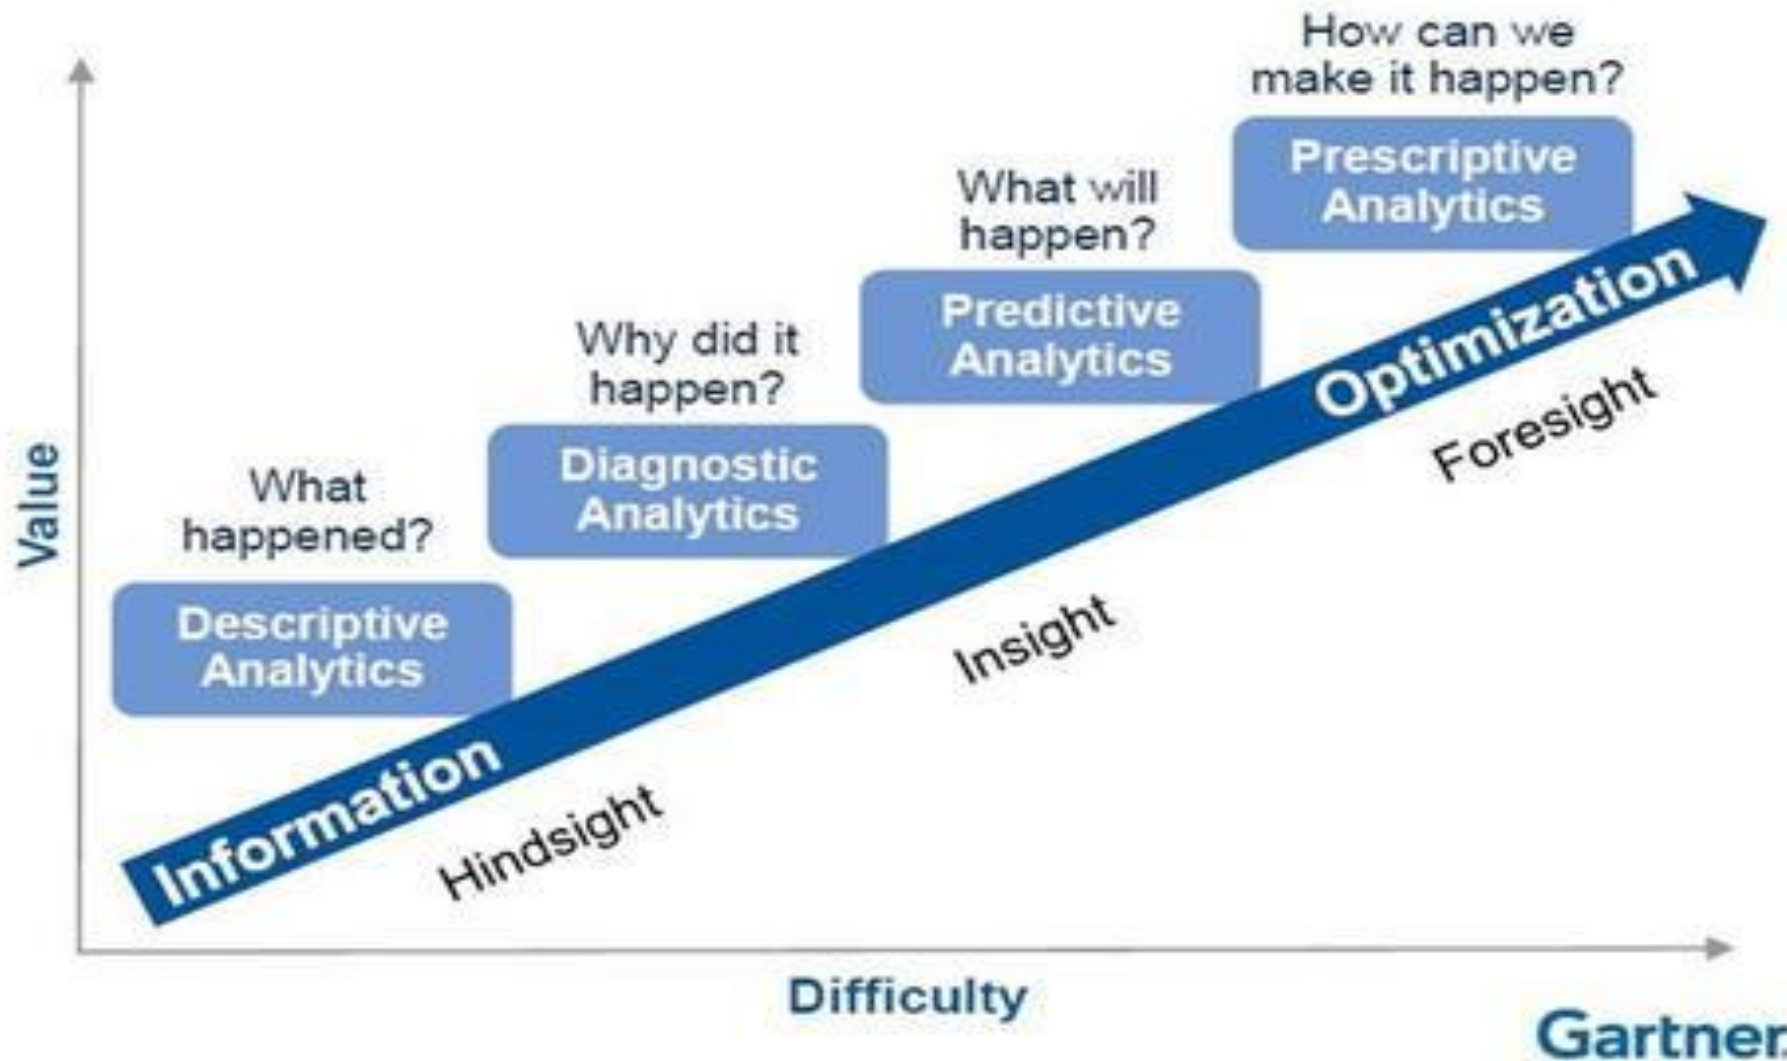 How can we
make it happen?
Prescriptive
Analytics
What will
happen?
Predictive
Analytics
Why did it
happen?
Diagnostic
Analytics
What
happened?
Descriptive
Analytics
Value
Information
Optimization
Hindsight
Insight
Foresight
Difficulty
Gartner